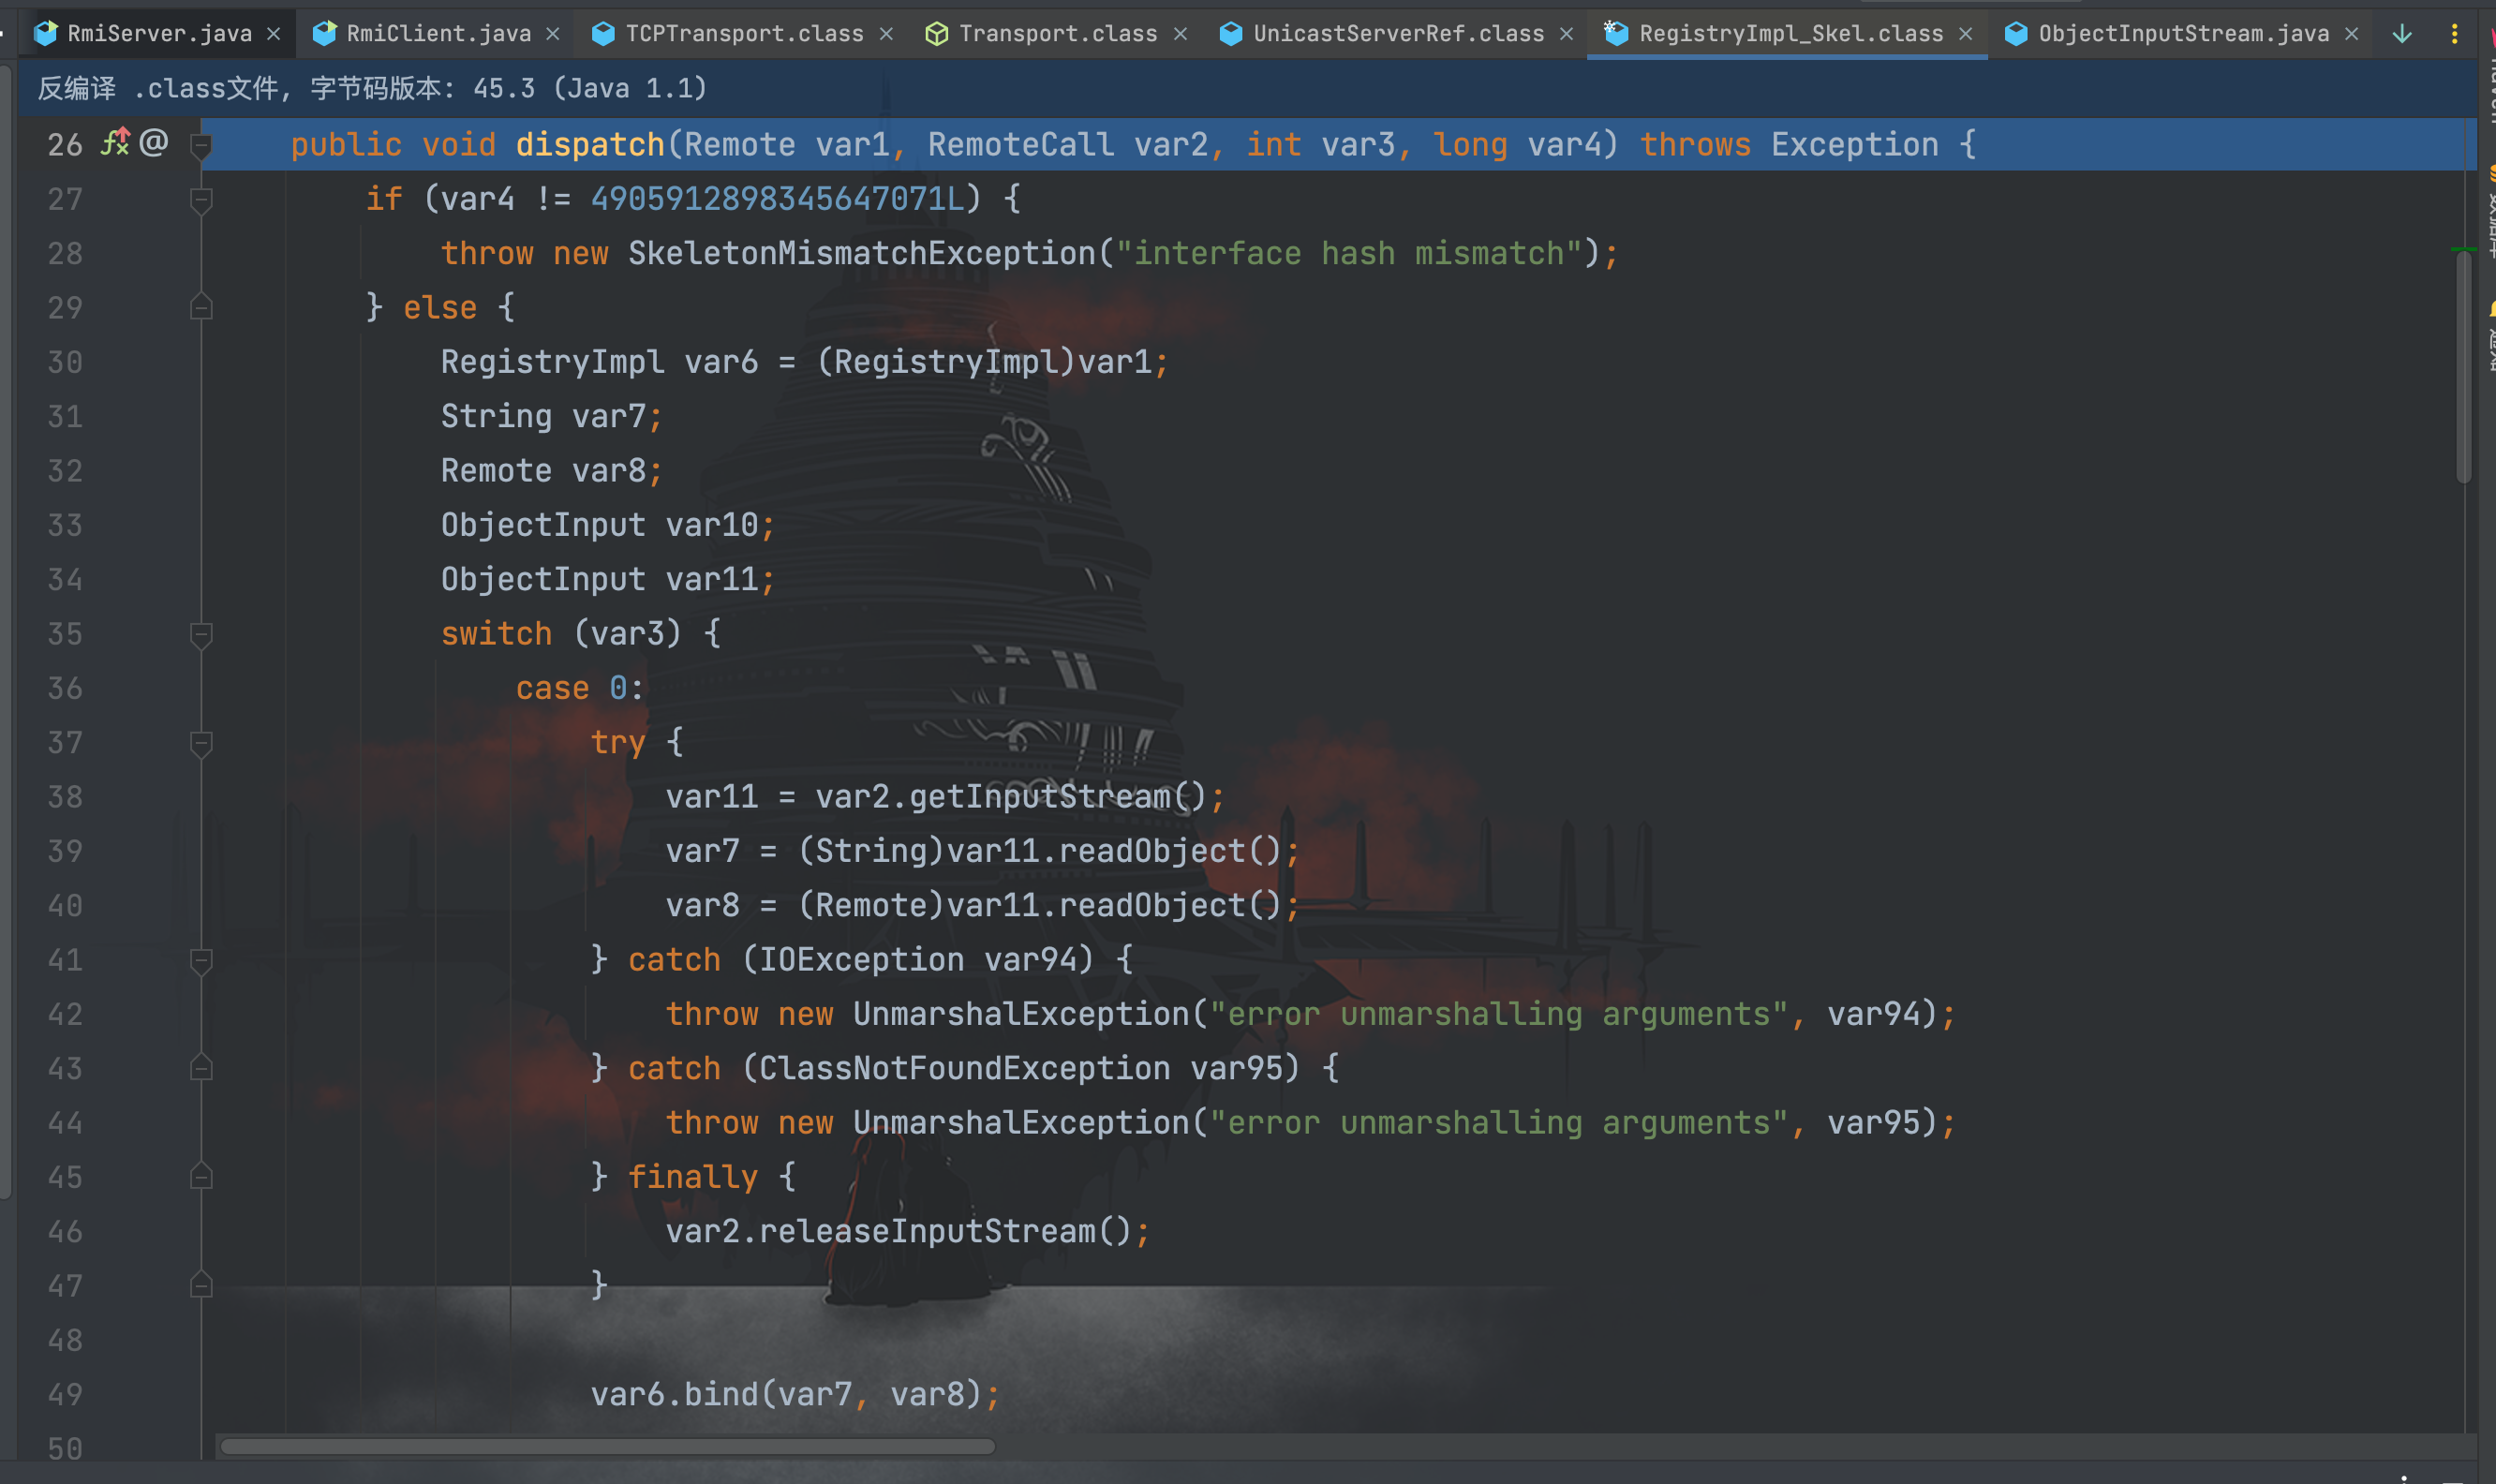 RmiServer.java RmiClient.java TCPTransport.class Transport.class UnicastServerRef.class RegistryImpl_Skel.class ObjectInputStream.java
反编译 .class文件, 字节码版本: 45.3 (Java 1.1)
26 @ public void dispatch(Remote var1, RemoteCall var2, int var3, long var4) throws Exception {
27 if (var4 != 4905912898345647071L) {
28 throw new SkeletonMismatchException("interface hash mismatch");
29 } else {
30 RegistryImpl var6 = (RegistryImpl)var1;
31 String var7;
32 Remote var8;
33 ObjectInput var10;
34 ObjectInput var11;
35 switch (var3) {
36 case 0:
37 try {
38 var11 = var2.getInputStream();
39 var7 = (String)var11.readObject();
40 var8 = (Remote)var11.readObject();
41 } catch (IOException var94) {
42 throw new UnmarshalException("error unmarshalling arguments", var94);
43 } catch (ClassNotFoundException var95) {
44 throw new UnmarshalException("error unmarshalling arguments", var95);
45 } finally {
46 var2.releaseInputStream();
47 }
48
49 var6.bind(var7, var8);
50